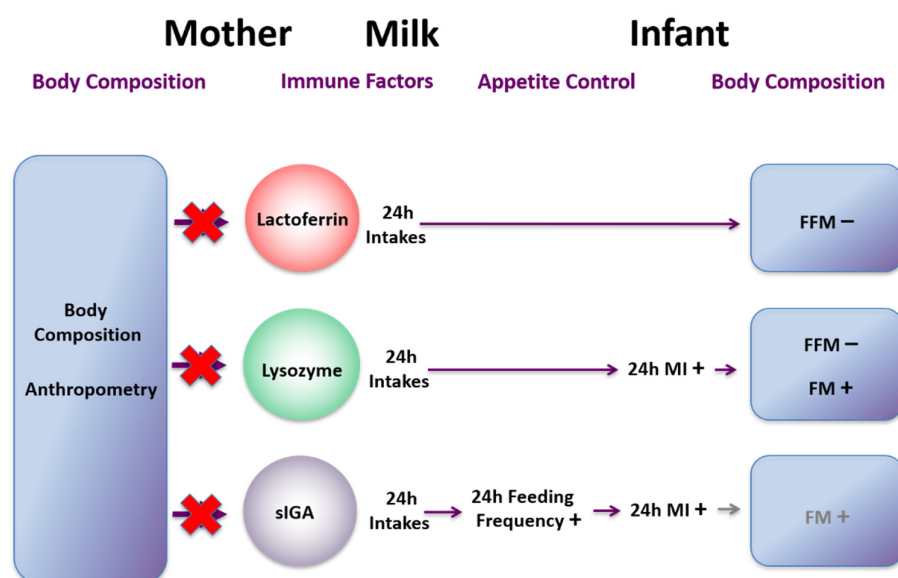 Mother Milk Infant
Body Composition Immune Factors Appetite Control Body Composition
Body
Composition
Anthropometry
Lactoferrin
24h
Intakes
FFM –
Lysozyme
24h
Intakes
24h MI +
FFM –
FM +
sIGA
24h
Intakes
24h Feeding
Frequency +
24h MI +
FM +